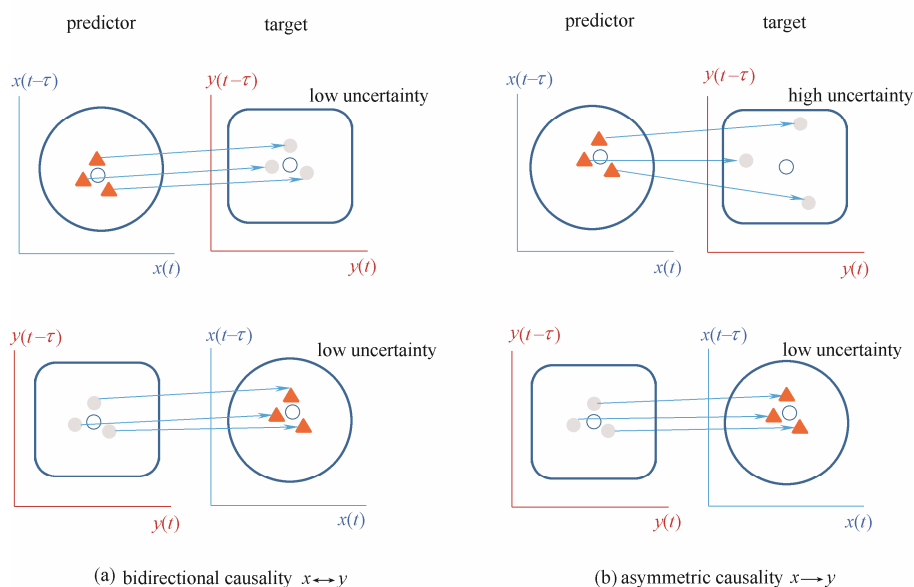 predictor target predictor target
x(t−τ) y(t−τ) x(t−τ) y(t−τ)
low uncertainty high uncertainty
x(t) y(t) x(t) y(t)
y(t−τ) x(t−τ) y(t−τ) x(t−τ)
low uncertainty low uncertainty
y(t) x(t) y(t) x(t)
(a) bidirectional causality x↔y (b) asymmetric causality x→y